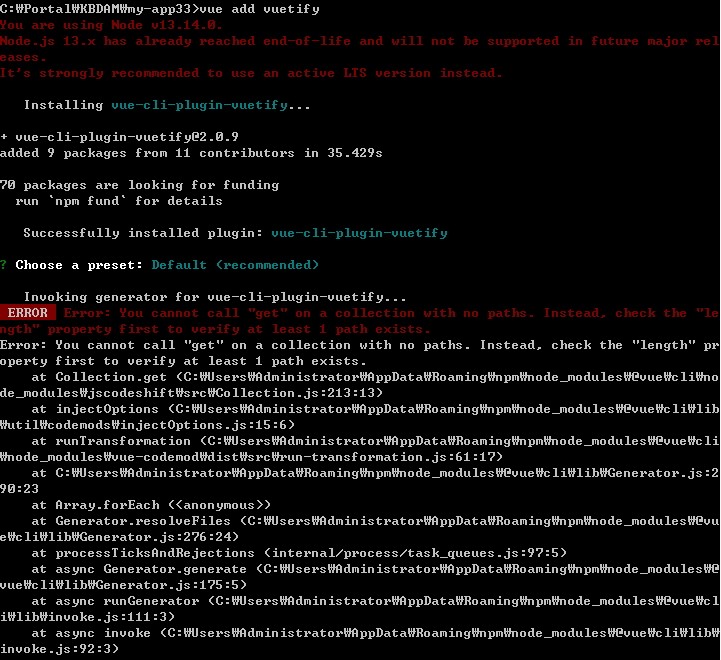 C:₩Portal₩KBDAM₩my-app33>vue add vuetify
You are using Node v13.14.0.
Node.js 13.x has already reached end-of-life and will not be supported in future major rel
eases.
It's strongly recommended to use an active LTS version instead.
Installing vue-cli-plugin-vuetify...
+ vue-cli-plugin-vuetify@2.0.9
added 9 packages from 11 contributors in 35.429s
70 packages are looking for funding
run `npm fund` for details
Successfully installed plugin: vue-cli-plugin-vuetify
? Choose a preset: Default (recommended)
Invoking generator for vue-cli-plugin-vuetify...
ERROR Error: You cannot call "get" on a collection with no paths. Instead, check the "le
ngth" property first to verify at least 1 path exists.
Error: You cannot call "get" on a collection with no paths. Instead, check the "length" pr
operty first to verify at least 1 path exists.
at Collection.get (C:₩Users₩Administrator₩AppData₩Roaming₩npm₩node_modules₩@vue₩cli₩no
de_modules₩jscodeshift₩src₩Collection.js:213:13)
at injectOptions (C:₩Users₩Administrator₩AppData₩Roaming₩npm₩node_modules₩@vue₩cli₩lib
₩util₩codemods₩injectOptions.js:15:6)
at runTransformation (C:₩Users₩Administrator₩AppData₩Roaming₩npm₩node_modules₩@vue₩cli
₩node_modules₩vue-codemod₩dist₩src₩run-transformation.js:61:17)
at C:₩Users₩Administrator₩AppData₩Roaming₩npm₩node_modules₩@vue₩cli₩lib₩Generator.js:2
90:23
at Array.forEach (<anonymous>)
at Generator.resolveFiles (C:₩Users₩Administrator₩AppData₩Roaming₩npm₩node_modules₩@vu
e₩cli₩lib₩Generator.js:276:24)
at processTicksAndRejections (internal/process/task_queues.js:97:5)
at async Generator.generate (C:₩Users₩Administrator₩AppData₩Roaming₩npm₩node_modules₩@
vue₩cli₩lib₩Generator.js:175:5)
at async runGenerator (C:₩Users₩Administrator₩AppData₩Roaming₩npm₩node_modules₩@vue₩cl
i₩lib₩invoke.js:111:3)
at async invoke (C:₩Users₩Administrator₩AppData₩Roaming₩npm₩node_modules₩@vue₩cli₩lib₩
invoke.js:92:3)